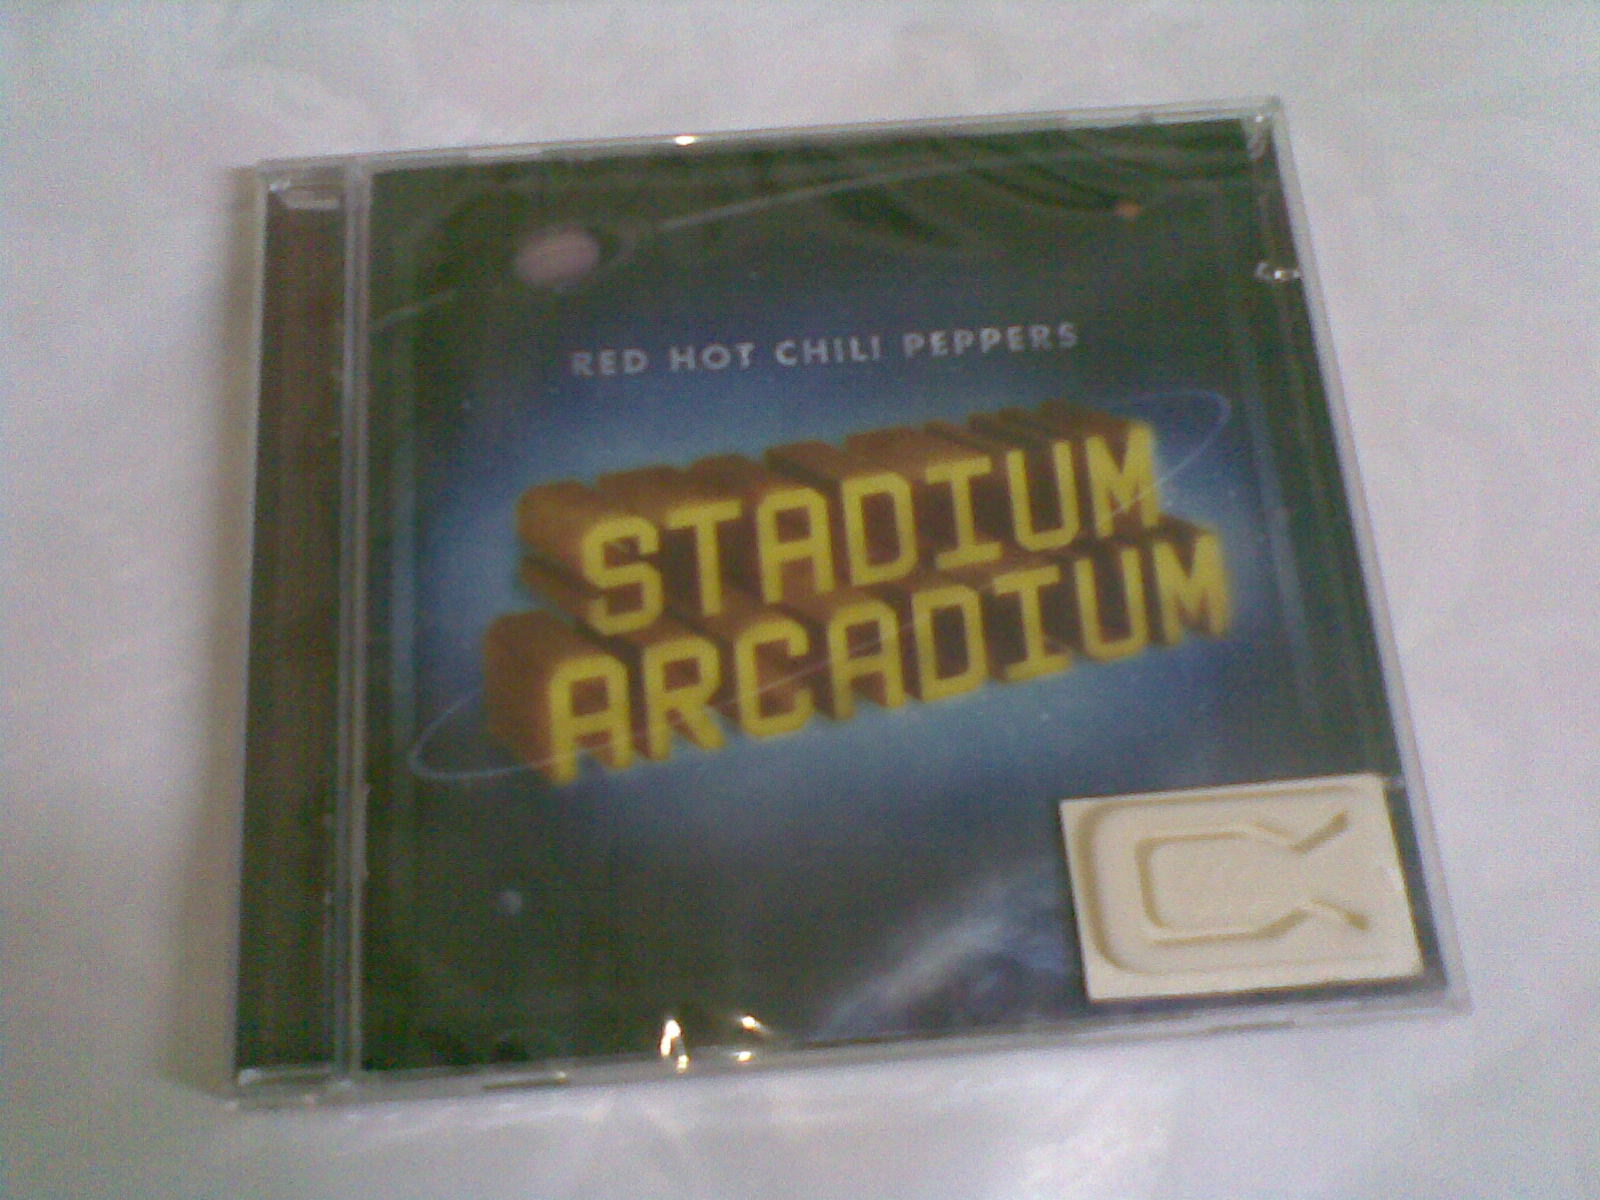 RED HOT CHILI PEPPERS
STADIUM
ARCADIUM